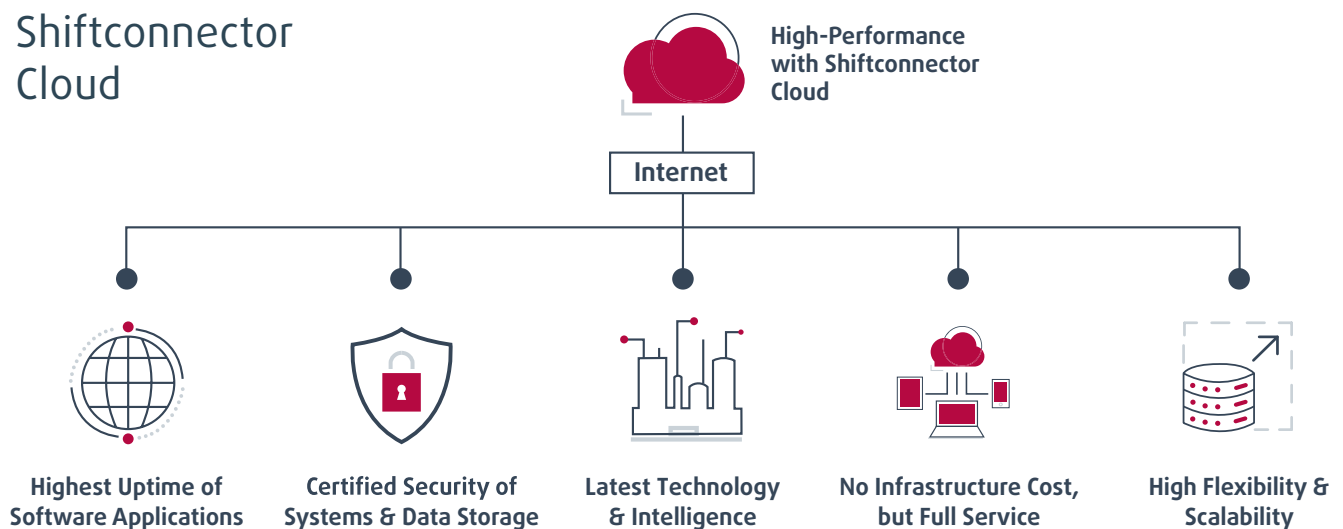 Shiftconnector
Cloud
High-Performance
with Shiftconnector
Cloud
Internet
Highest Uptime of
Software Applications
Certified Security of
Systems & Data Storage
Latest Technology
& Intelligence
No Infrastructure Cost,
but Full Service
High Flexibility &
Scalability